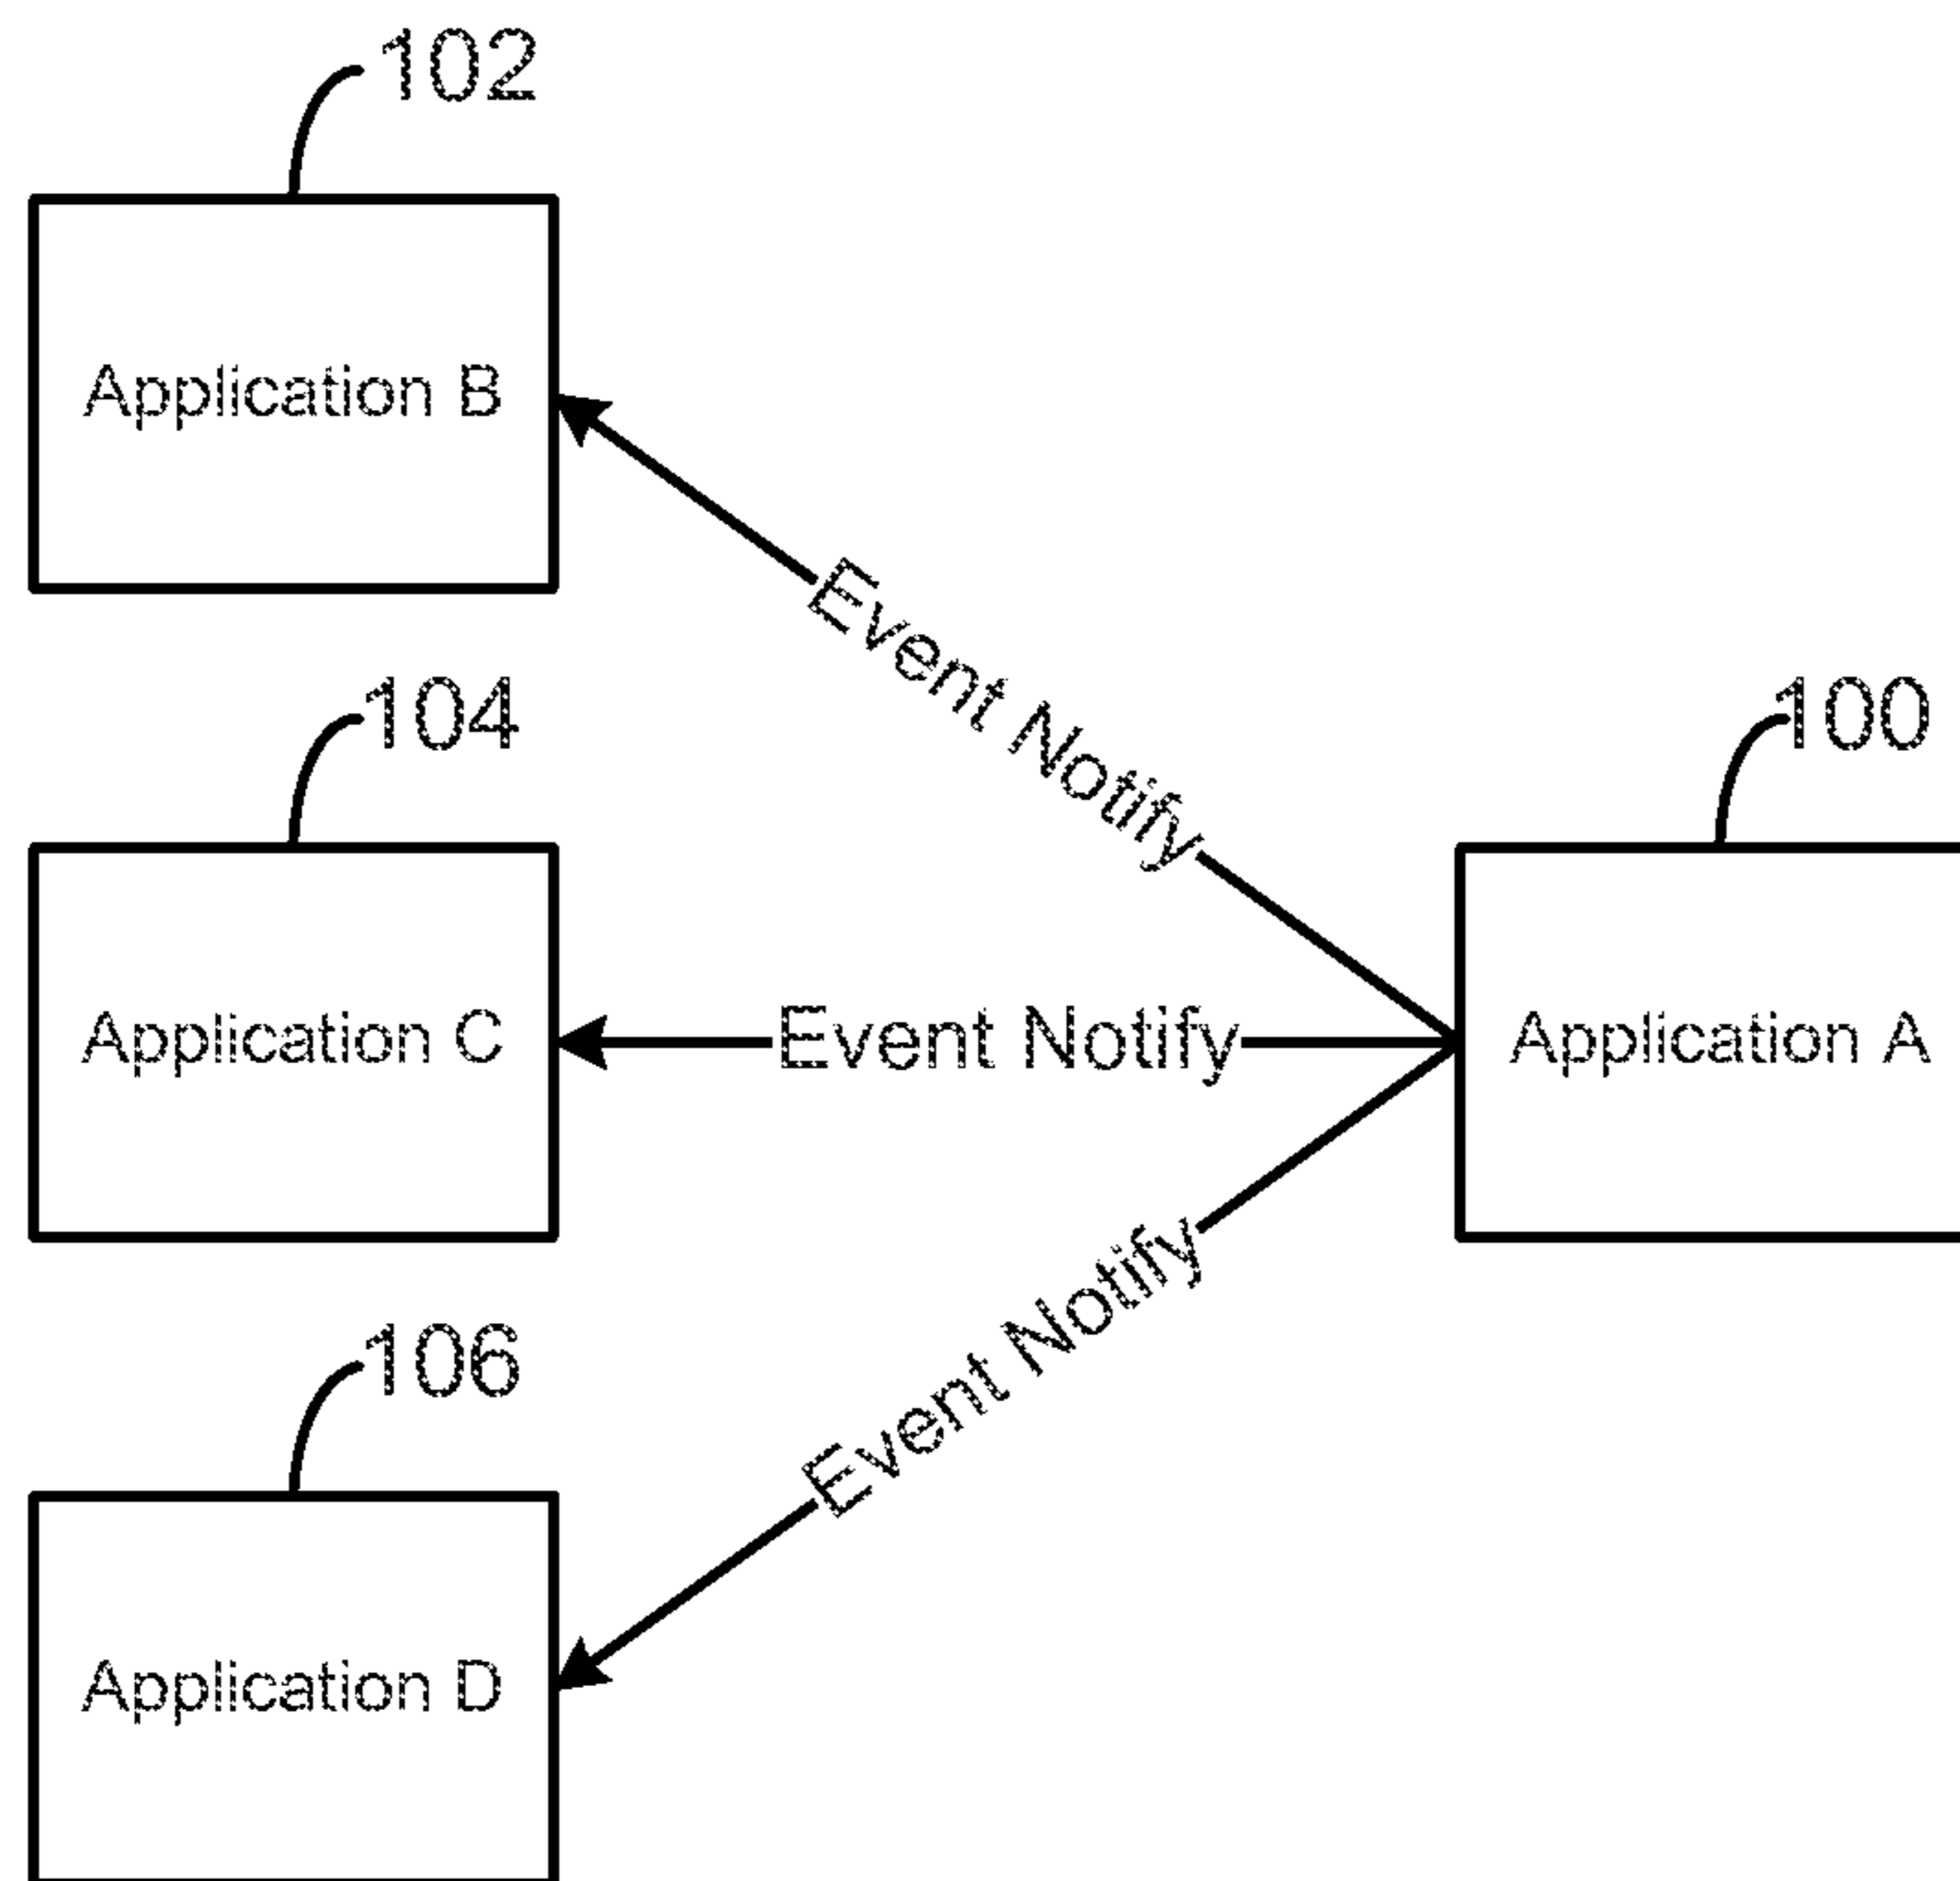 102
Application B
Event Notify
104
100
Application C
Event Notify
Application A
Event Notify
106
Application D